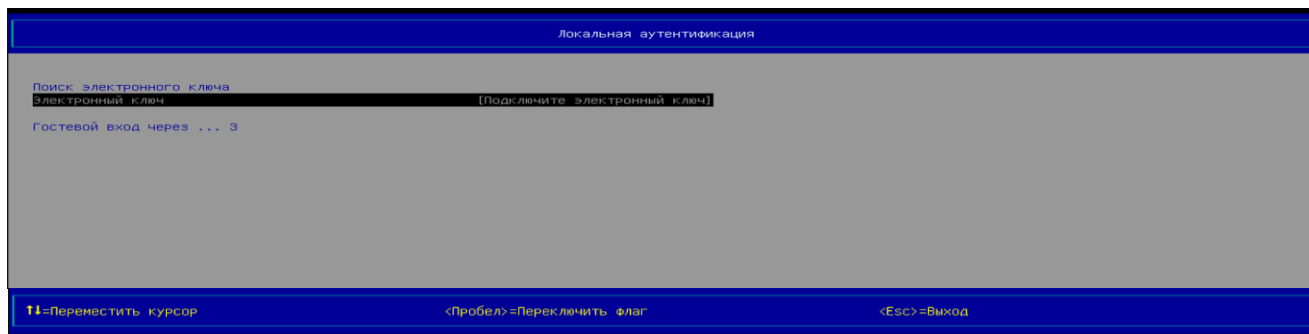 Локальная аутентификация
Поиск электронного ключа
Электронный ключ [Подключите электронный ключ]
Гостевой вход через ... 3
↑↓=Переместить курсор <Пробел>=Переключить флаг <Esc>=Выход